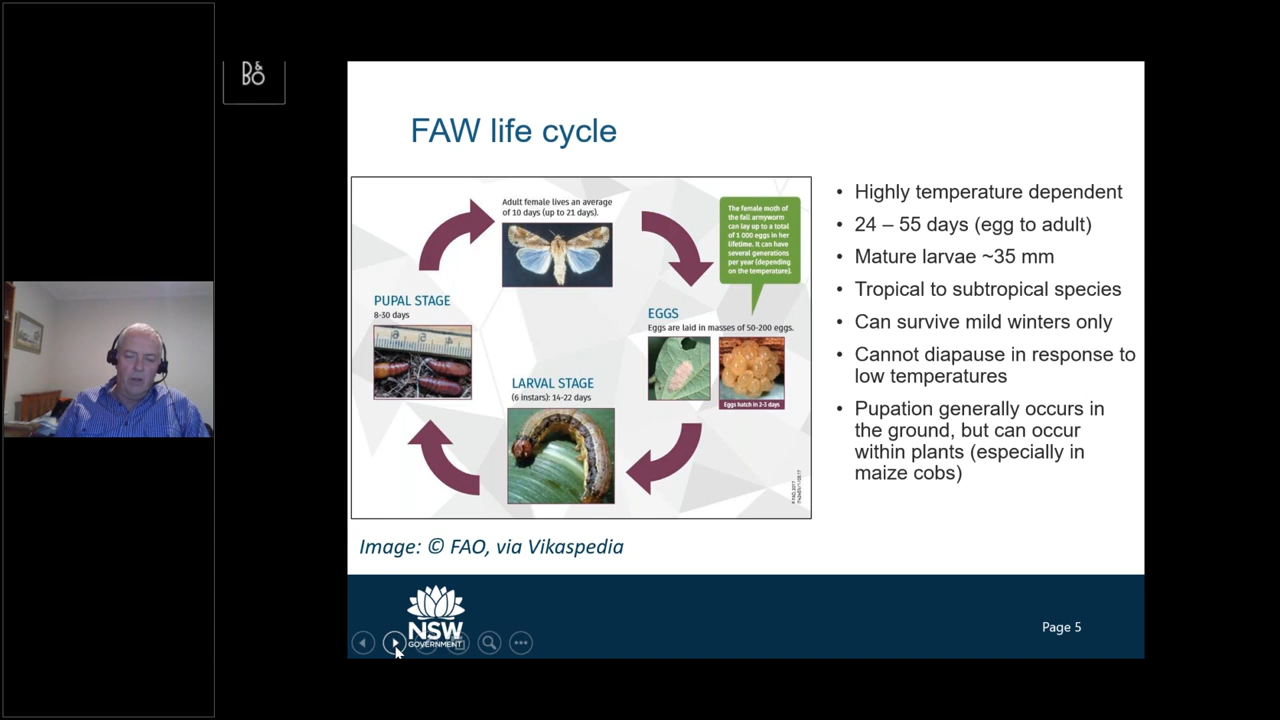 B&
BO
FAW life cycle
Adult female lives an average
of 10 days (up to 21 days).
The female moth of
the fall armyworm
can lay up to a total
of 1 000 eggs in her
lifetime. It can have
several generations
per year (depending
on the temperature).
PUPAL STAGE
8-30 days
EGGS
Eggs are laid in masses of 50-200 eggs.
Eggs hatch in 2-3 days
LARVAL STAGE
(6 instars): 14-22 days
Image: © FAO, via Vikaspedia
• Highly temperature dependent
• 24 – 55 days (egg to adult)
• Mature larvae ~35 mm
• Tropical to subtropical species
• Can survive mild winters only
• Cannot diapause in response to
low temperatures
• Pupation generally occurs in
the ground, but can occur
within plants (especially in
maize cobs)
NSW
GOVERNMENT
Page 5